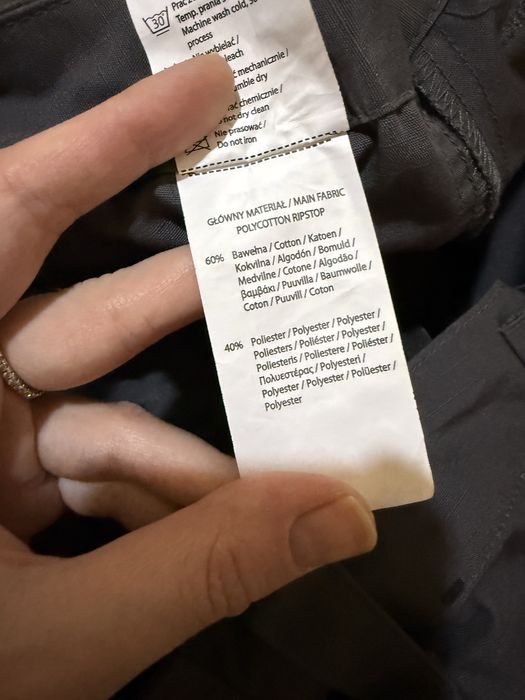 30°
Temp. prania
Machine wash cold,
process
Nie wybielać /
bleach
mechanicznie /
tumble dry
chemicznie /
not dry clean
Nie prasować /
Do not iron
GŁÓWNY MATERIAŁ / MAIN FABRIC
POLYCOTTON RIPSTOP
60% Bawełna / Cotton / Katoen /
Kokvilna / Algodón / Bomuld /
Medvilne / Cotone / Algodão /
Βαμβάκι / Puuvilla / Baumwolle /
Coton / Puuvill / Coton
40% Poliester / Polyester / Polyester /
Poliesters / Poliéster / Polyester /
Poliesteris / Poliestere / Poliéster /
Πολυεστέρας / Polyesteri /
Polyester / Polyester / Polüester /
Polyester